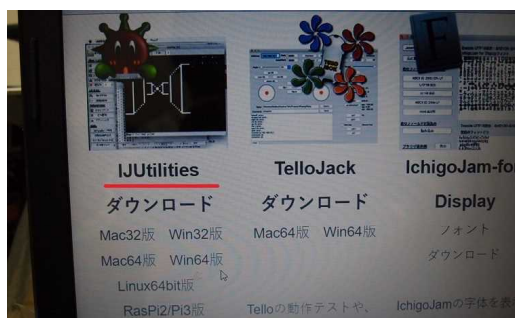 IJUtilities
ダウンロード
Mac32版 Win32版
Mac64版 Win64版
Linux64bit版
RasPi2/Pi3版
TelloJack
ダウンロード
Mac64版 Win64版
Telloの動作テストや、
IchigoJam-fo
Display
フォント
ダウンロード
IchigoJamの字体を表